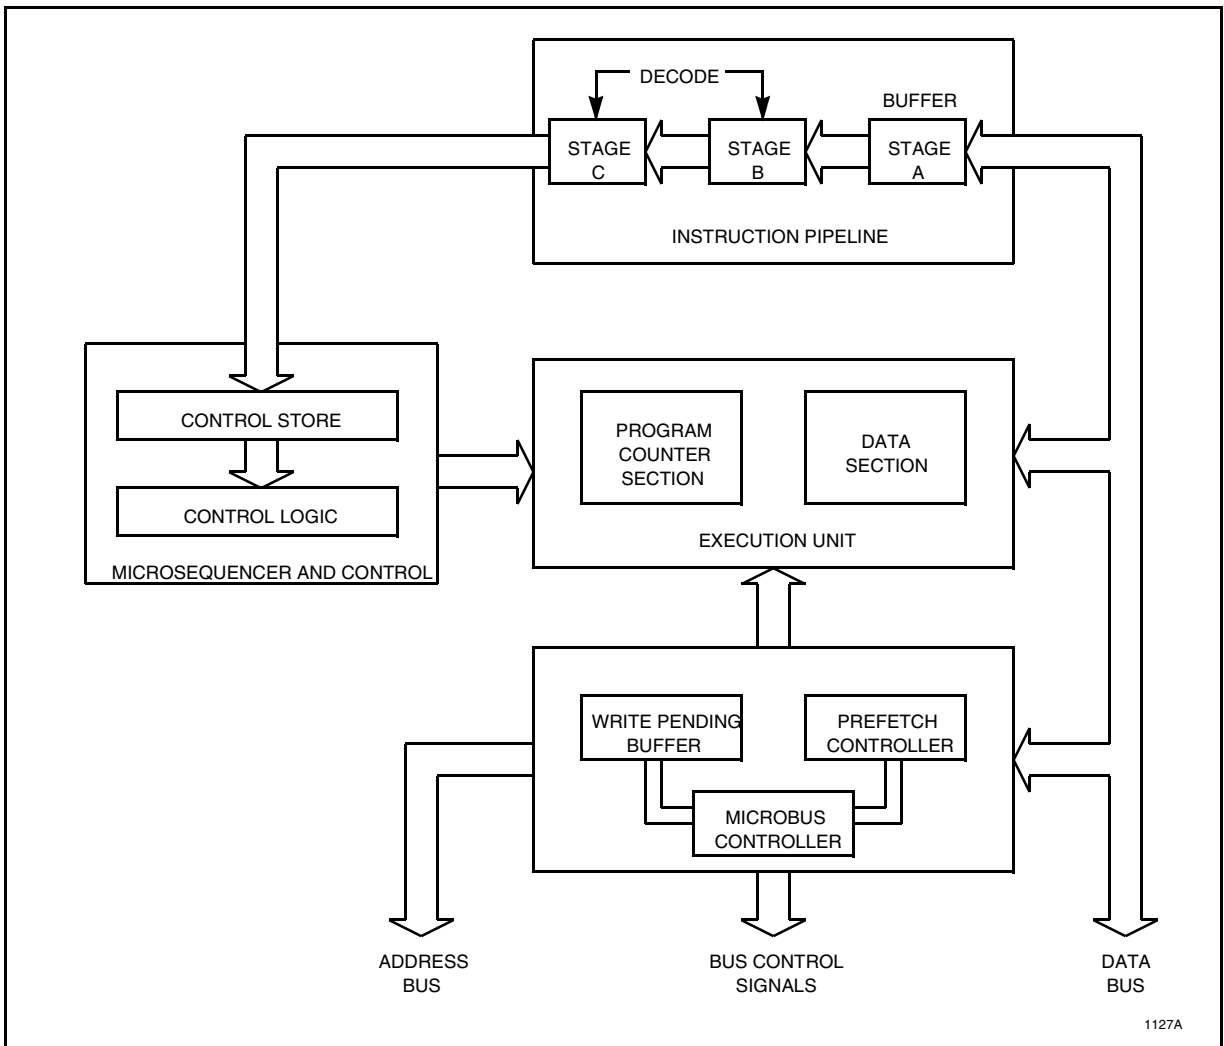 DECODE
BUFFER
STAGE
C
STAGE
B
STAGE
A
INSTRUCTION PIPELINE
CONTROL STORE
CONTROL LOGIC
MICROSEQUENCER AND CONTROL
PROGRAM
COUNTER
SECTION
DATA
SECTION
EXECUTION UNIT
WRITE PENDING
BUFFER
PREFETCH
CONTROLLER
MICROBUS
CONTROLLER
ADDRESS
BUS
BUS CONTROL
SIGNALS
DATA
BUS
1127A